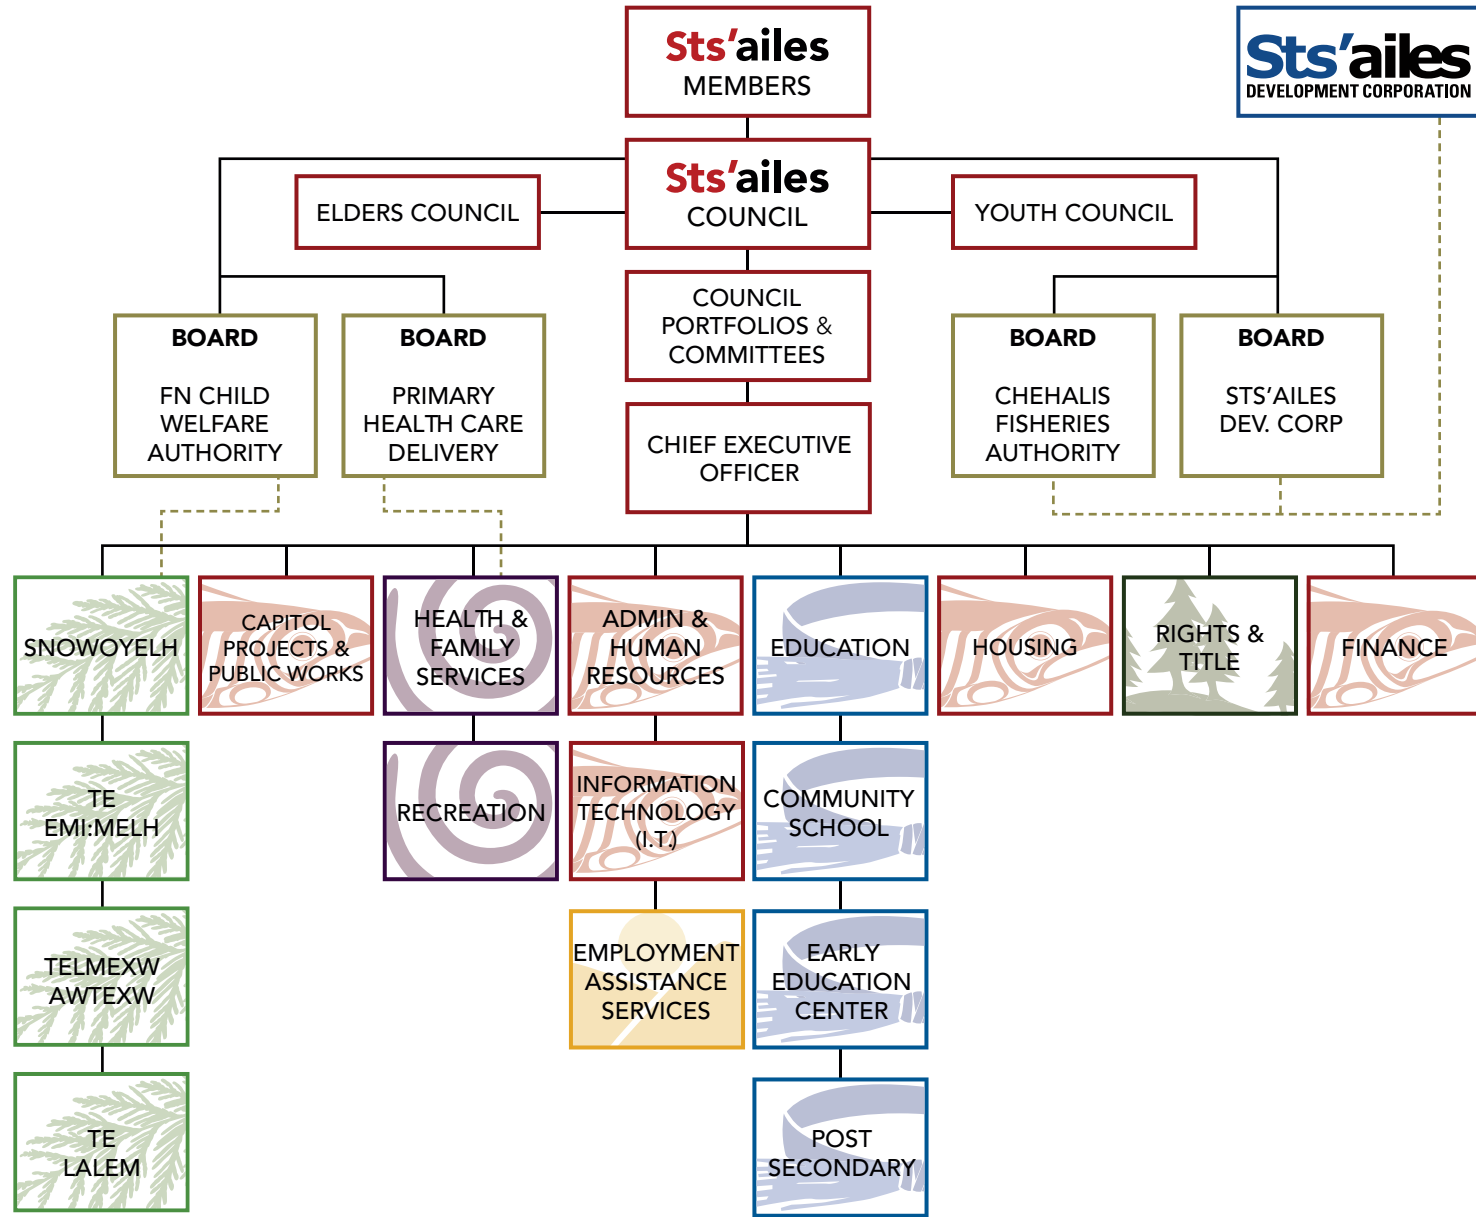 Sts'ailes
MEMBERS
Sts'ailes
DEVELOPMENT CORPORATION
Sts'ailes
COUNCIL
ELDERS COUNCIL
YOUTH COUNCIL
COUNCIL
PORTFOLIOS &
COMMITTEES
BOARD
FN CHILD
WELFARE
AUTHORITY
BOARD
PRIMARY
HEALTH CARE
DELIVERY
CHIEF EXECUTIVE
OFFICER
BOARD
CHEHALIS
FISHERIES
AUTHORITY
BOARD
STS'AILES
DEV. CORP
SNOWOYELH
CAPITOL
PROJECTS &
PUBLIC WORKS
HEALTH &
FAMILY
SERVICES
ADMIN &
HUMAN
RESOURCES
EDUCATION
HOUSING
RIGHTS &
TITLE
FINANCE
TE
EMI:MELH
RECREATION
INFORMATION
TECHNOLOGY
(I.T.)
COMMUNITY
SCHOOL
TELMEXW
AWTEXW
EMPLOYMENT
ASSISTANCE
SERVICES
EARLY
EDUCATION
CENTER
TE
LALEM
POST
SECONDARY